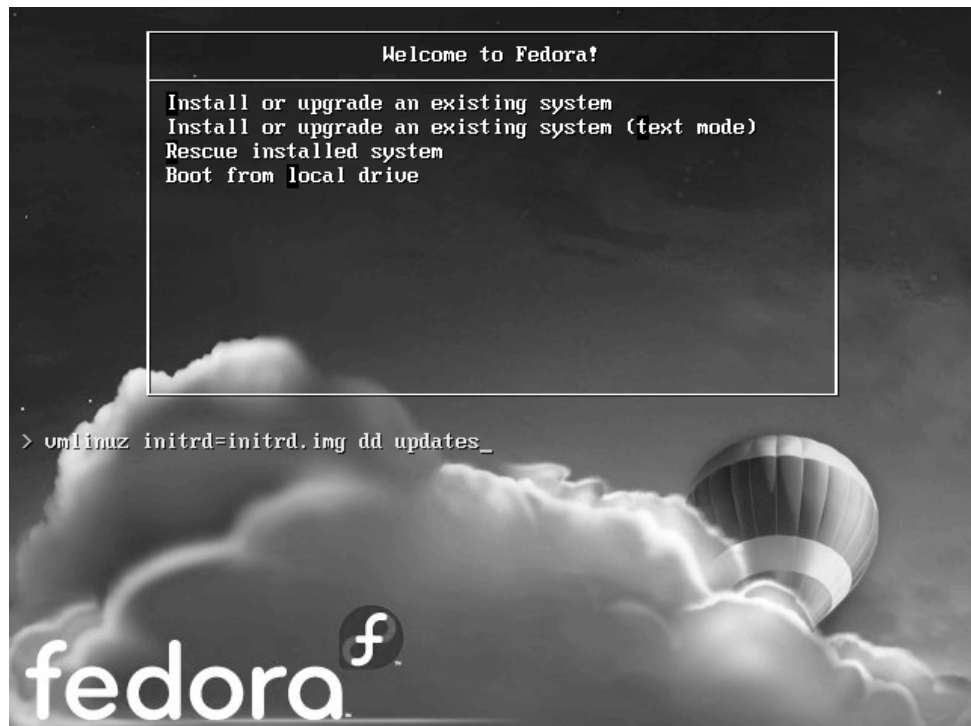 Welcome to Fedora!
Install or upgrade an existing system
Install or upgrade an existing system (text mode)
Rescue installed system
Boot from local drive
> vmlinuz initrd=initrd.img dd updates_
fedora